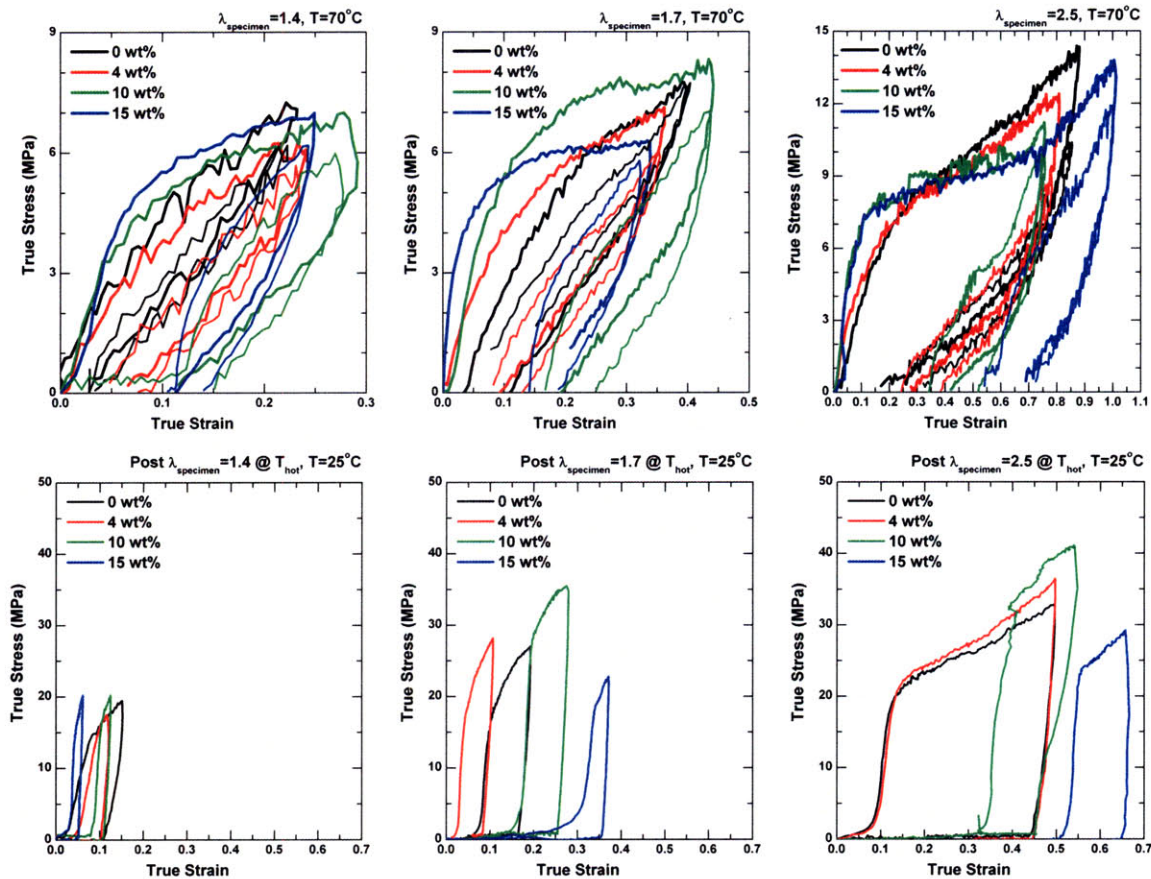 λspecimen=1.4, T=70°C
0 wt%
4 wt%
10 wt%
15 wt%
True Stress (MPa)
9
6
3
0
0.0 0.1 0.2 0.3
True Strain
λspecimen=1.7, T=70°C
0 wt%
4 wt%
10 wt%
15 wt%
True Stress (MPa)
9
6
3
0
0.0 0.1 0.2 0.3 0.4 0.5
True Strain
λspecimen=2.5, T=70°C
0 wt%
4 wt%
10 wt%
15 wt%
True Stress (MPa)
15
12
9
6
3
0
0.0 0.1 0.2 0.3 0.4 0.5 0.6 0.7 0.8 0.9 1.0 1.1
True Strain
Post λspecimen=1.4 @ Thot, T=25°C
0 wt%
4 wt%
10 wt%
15 wt%
True Stress (MPa)
50
40
30
20
10
0
0.0 0.1 0.2 0.3 0.4 0.5 0.6 0.7
True Strain
Post λspecimen=1.7 @ Thot, T=25°C
0 wt%
4 wt%
10 wt%
15 wt%
True Stress (MPa)
50
40
30
20
10
0
0.0 0.1 0.2 0.3 0.4 0.5 0.6 0.7
True Strain
Post λspecimen=2.5 @ Thot, T=25°C
0 wt%
4 wt%
10 wt%
15 wt%
True Stress (MPa)
50
40
30
20
10
0
0.0 0.1 0.2 0.3 0.4 0.5 0.6 0.7
True Strain